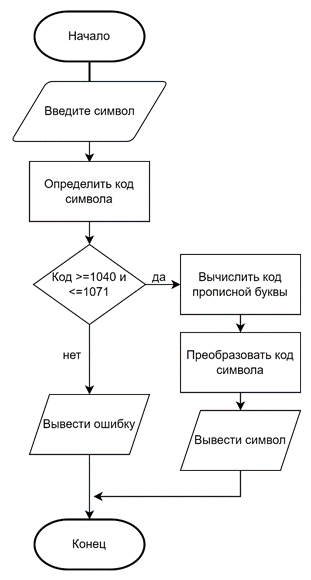 Начало
Введите символ
Определить код
символа
Код >=1040 и
<=1071
да
Вычислить код
прописной буквы
Преобразовать код
символа
нет
Вывести ошибку
Вывести символ
Конец